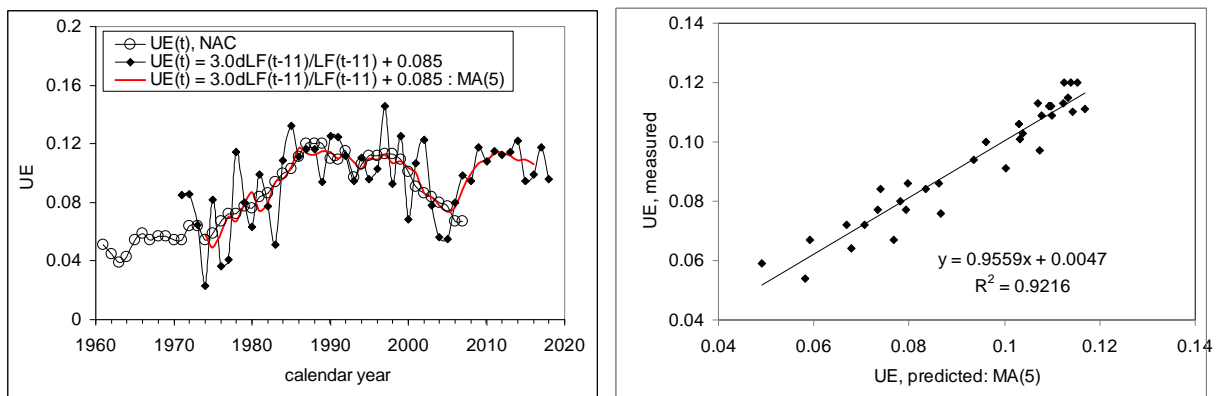 0.2
0.16
0.12
0.08
0.04
0
UE
UE(t), NAC
UE(t) = 3.0dLF(t-11)/LF(t-11) + 0.085
UE(t) = 3.0dLF(t-11)/LF(t-11) + 0.085 : MA(5)
1960 1970 1980 1990 2000 2010 2020
calendar year
0.14
0.12
0.10
0.08
0.06
0.04
UE, measured
y = 0.9559x + 0.0047
R² = 0.9216
0.04 0.06 0.08 0.1 0.12 0.14
UE, predicted: MA(5)